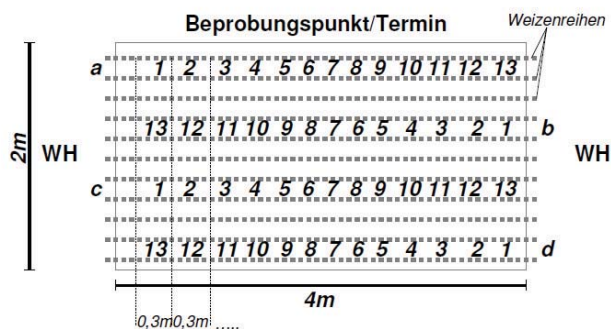 Beprobungspunkt/Termin
Weizenreihen
a 1 2 3 4 5 6 7 8 9 10 11 12 13
13 12 11 10 9 8 7 6 5 4 3 2 1 b
2m WH WH
c 1 2 3 4 5 6 7 8 9 10 11 12 13
13 12 11 10 9 8 7 6 5 4 3 2 1 d
4m
0,3m 0,3m .....